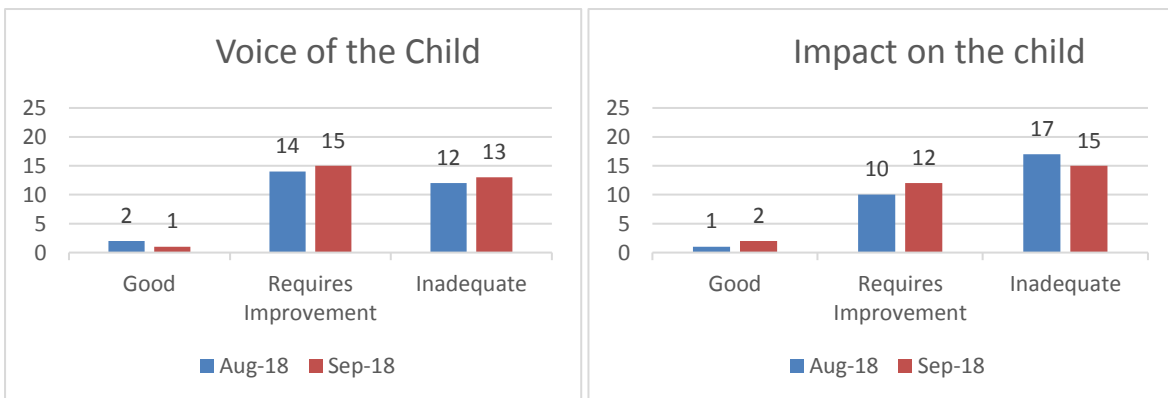 Voice of the Child
25
20
15
10
5
0
2
1
14
15
12
13
Good
Requires
Improvement
Inadequate
Aug-18
Sep-18
Impact on the child
25
20
15
10
5
0
1
2
10
12
17
15
Good
Requires
Improvement
Inadequate
Aug-18
Sep-18